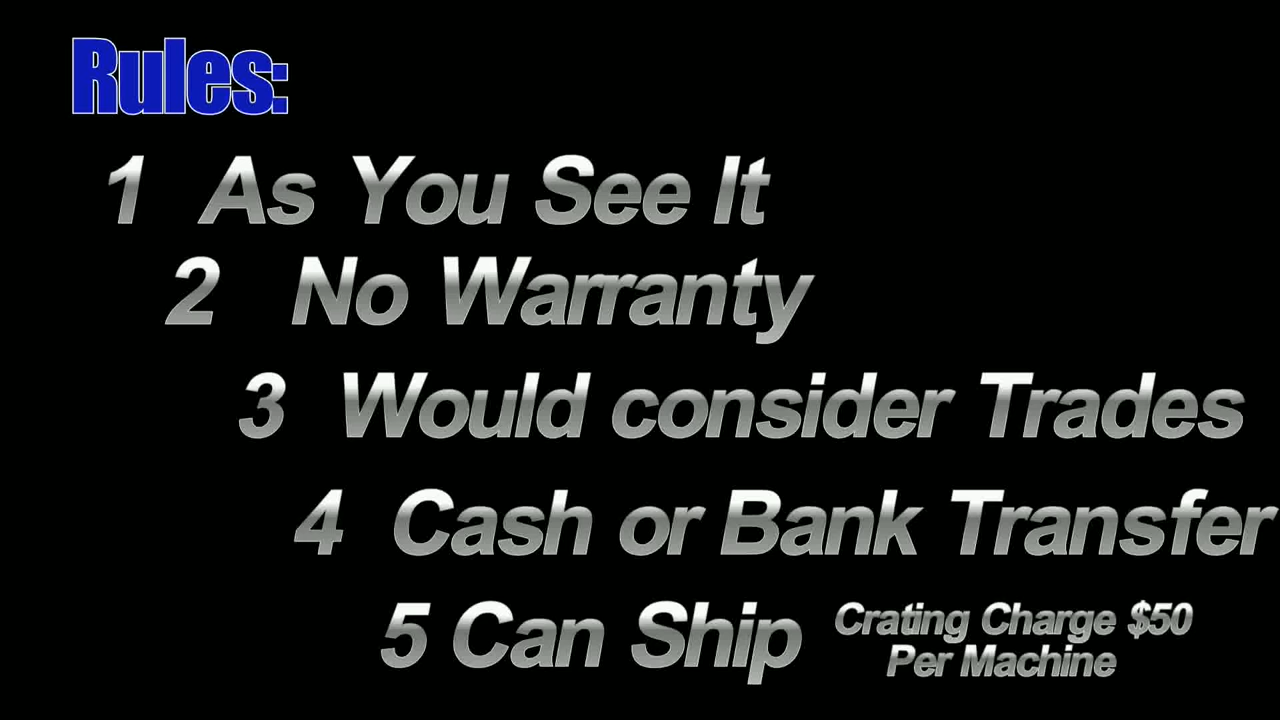 Rules:
1 As You See It
2 No Warranty
3 Would consider Trades
4 Cash or Bank Transfer
5 Can Ship Crating Charge $50
Per Machine